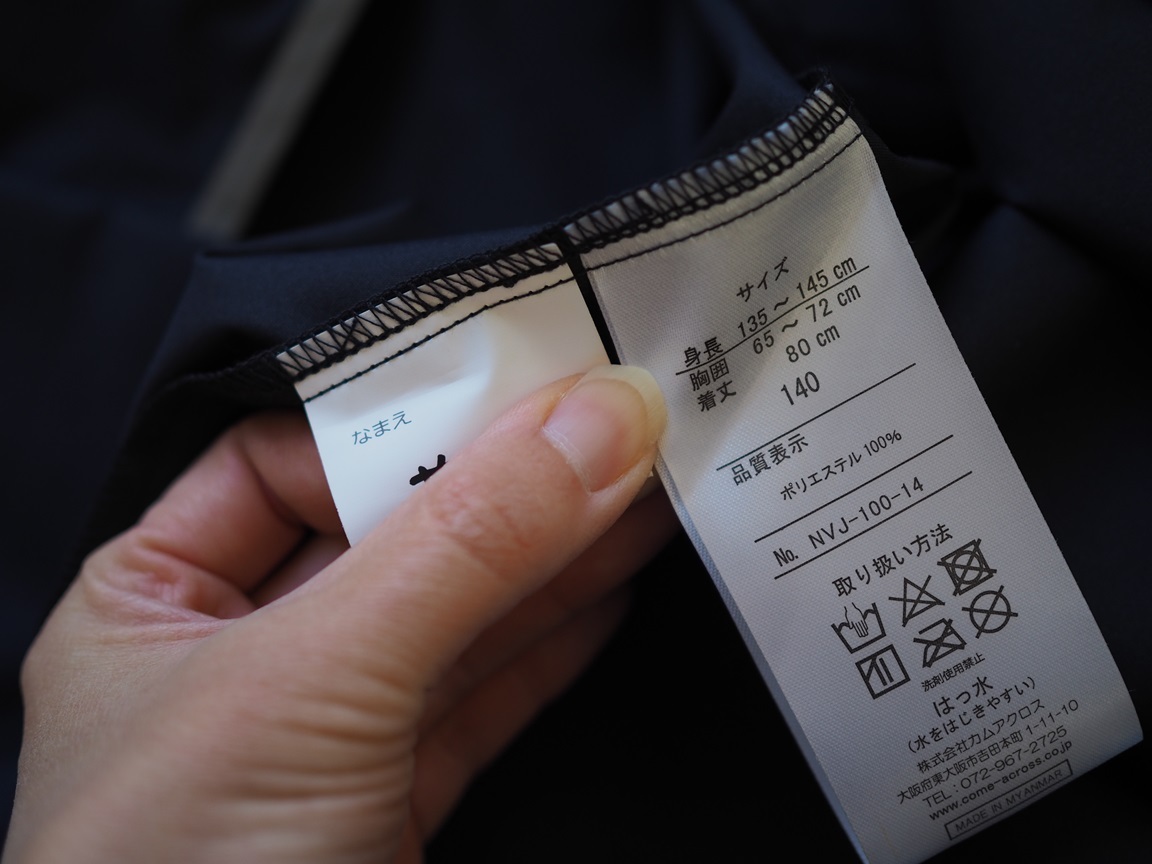 なまえ
サイズ
身長 135 ~ 145 cm
胸囲 65 ~ 72 cm
着丈 80 cm
140
品質表示
ポリエステル 100%
No. NVJ-100-14
取り扱い方法
洗剤使用禁止
はっ水
(水をはじきやすい)
株式会社カムアクロス
大阪府東大阪市吉田本町 1-11-10
TEL : 072-967-2725
www.come-across.co.jp
MADE IN MYANMAR